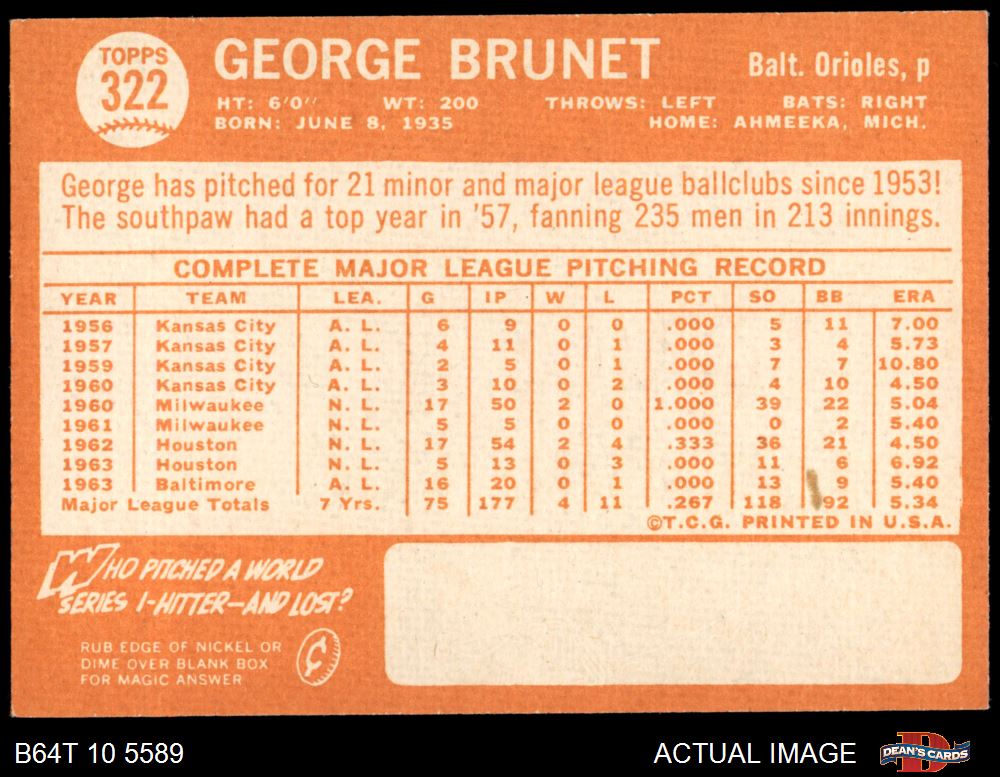 TOPPS
322
GEORGE BRUNET
Balt. Orioles, p
HT: 6'0" WT: 200 THROWS: LEFT BATS: RIGHT
BORN: JUNE 8, 1935 HOME: AHMEEKA, MICH.
George has pitched for 21 minor and major league ballclubs since 1953!
The southpaw had a top year in '57, fanning 235 men in 213 innings.
COMPLETE MAJOR LEAGUE PITCHING RECORD
YEAR TEAM LEA. G IP W L PCT SO BB ERA
1956 Kansas City A. L. 6 9 0 0 .000 5 11 7.00
1957 Kansas City A. L. 4 11 0 1 .000 3 4 5.73
1959 Kansas City A. L. 2 5 0 1 .000 7 7 10.80
1960 Kansas City A. L. 3 10 0 2 .000 4 10 4.50
1960 Milwaukee N. L. 17 50 2 0 1.000 39 22 5.04
1961 Milwaukee N. L. 5 5 0 0 .000 0 2 5.40
1962 Houston N. L. 17 54 2 4 .333 36 21 4.50
1963 Houston N. L. 5 13 0 3 .000 11 6 6.92
1963 Baltimore A. L. 16 20 0 1 .000 13 9 5.40
Major League Totals 7 Yrs. 75 177 4 11 .267 118 92 5.34
©T.C.G. PRINTED IN U.S.A.
WHO PITCHED A WORLD
SERIES 1-HITTER—AND LOST?
RUB EDGE OF NICKEL OR
DIME OVER BLANK BOX
FOR MAGIC ANSWER
¢
B64T 10 5589
ACTUAL IMAGE
D
DEAN'S CARDS